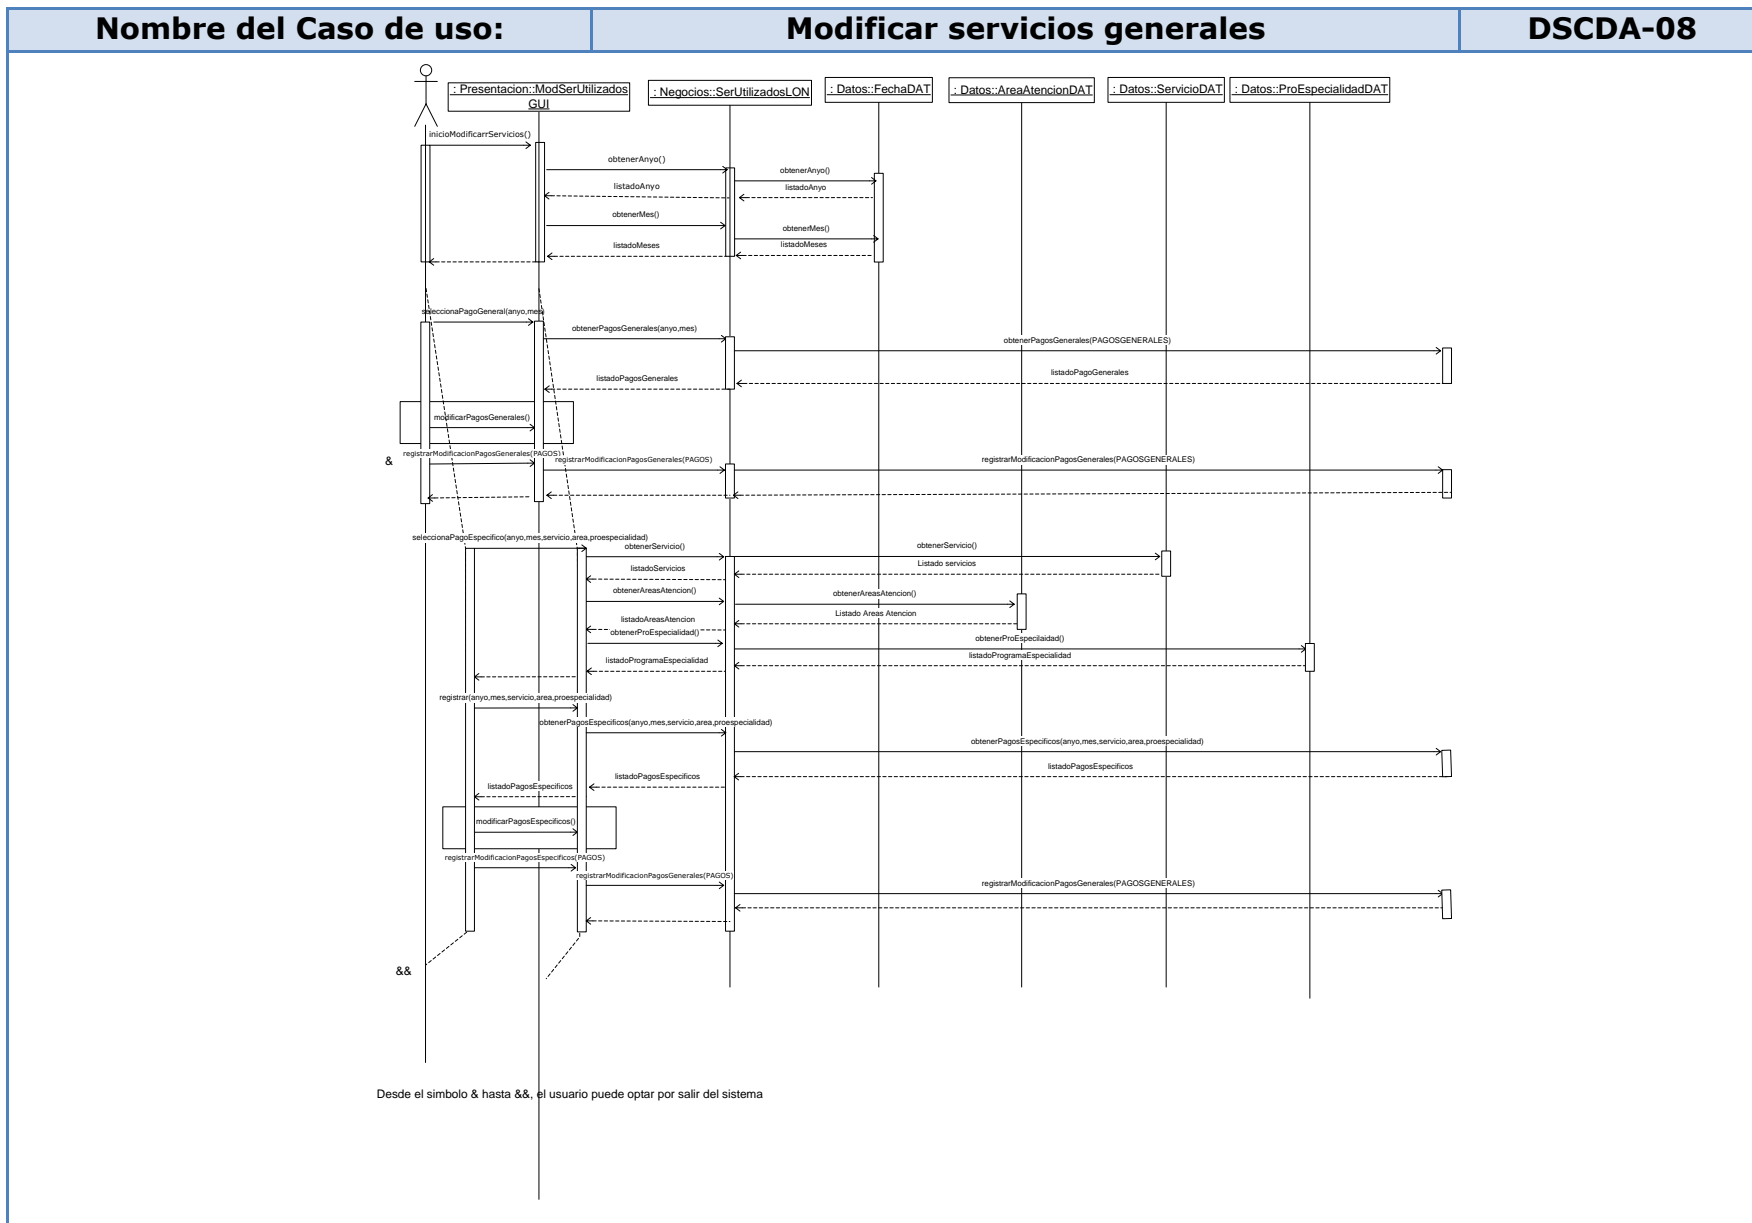 Nombre del Caso de uso: Modificar servicios generales DSCDA-08
: Presentacion::ModSerUtilizados
GUI
: Negocios::SerUtilizadosLON
: Datos::FechaDAT
: Datos::AreaAtencionDAT
: Datos::ServicioDAT
: Datos::ProEspecialidadDAT
inicioModificarrServicios()
obtenerAnyo()
obtenerAnyo()
listadoAnyo
listadoAnyo
obtenerMes()
obtenerMes()
listadoMeses
listadoMeses
seleccionaPagoGeneral(anyo,mes)
obtenerPagosGenerales(anyo,mes)
obtenerPagosGenerales(PAGOSGENERALES)
listadoPagosGenerales
listadoPagoGenerales
modificarPagosGenerales()
registrarModificacionPagosGenerales(PAGOS)
&
registrarModificacionPagosGenerales(PAGOS)
registrarModificacionPagosGenerales(PAGOSGENERALES)
seleccionaPagoEspecifico(anyo,mes,servicio,area,proespecialidad)
obtenerServicio()
obtenerServicio()
listadoServicios
Listado servicios
obtenerAreasAtencion()
obtenerAreasAtencion()
listadoAreasAtencion
Listado Areas Atencion
obtenerProEspecialidad()
obtenerProEspecilaidad()
listadoProgramaEspecialidad
listadoProgramaEspecialidad
registrar(anyo,mes,servicio,area,proespecialidad)
obtenerPagosEspecificos(anyo,mes,servicio,area,proespecialidad)
obtenerPagosEspecificos(anyo,mes,servicio,area,proespecialidad)
listadoPagosEspecificos
listadoPagosEspecificos
listadoPagosEspecificos
modificarPagosEspecificos()
registrarModificacionPagosEspecificos(PAGOS)
registrarModificacionPagosGenerales(PAGOS)
registrarModificacionPagosGenerales(PAGOSGENERALES)
&&
Desde el simbolo & hasta &&, el usuario puede optar por salir del sistema